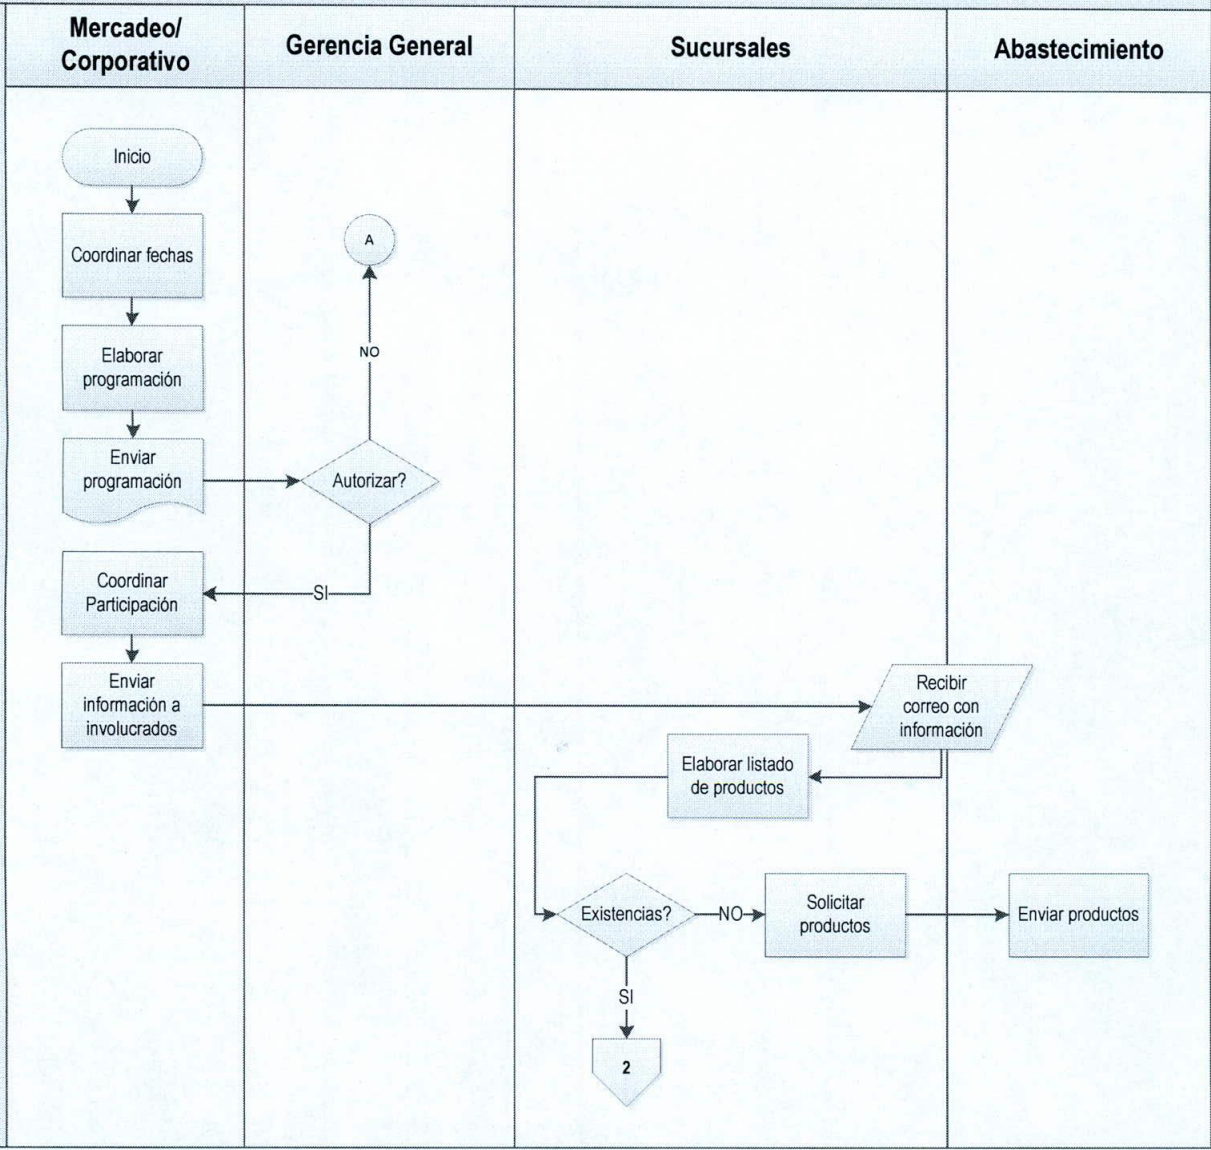 Mercadeo/
Corporativo
Gerencia General
Sucursales
Abastecimiento
Inicio
Coordinar fechas
A
Elaborar
programación
NO
Enviar
programación
Autorizar?
Coordinar
Participación
SI
Enviar
información a
involucrados
Recibir
correo con
información
Elaborar listado
de productos
Existencias?
NO
Solicitar
productos
Enviar productos
SI
2